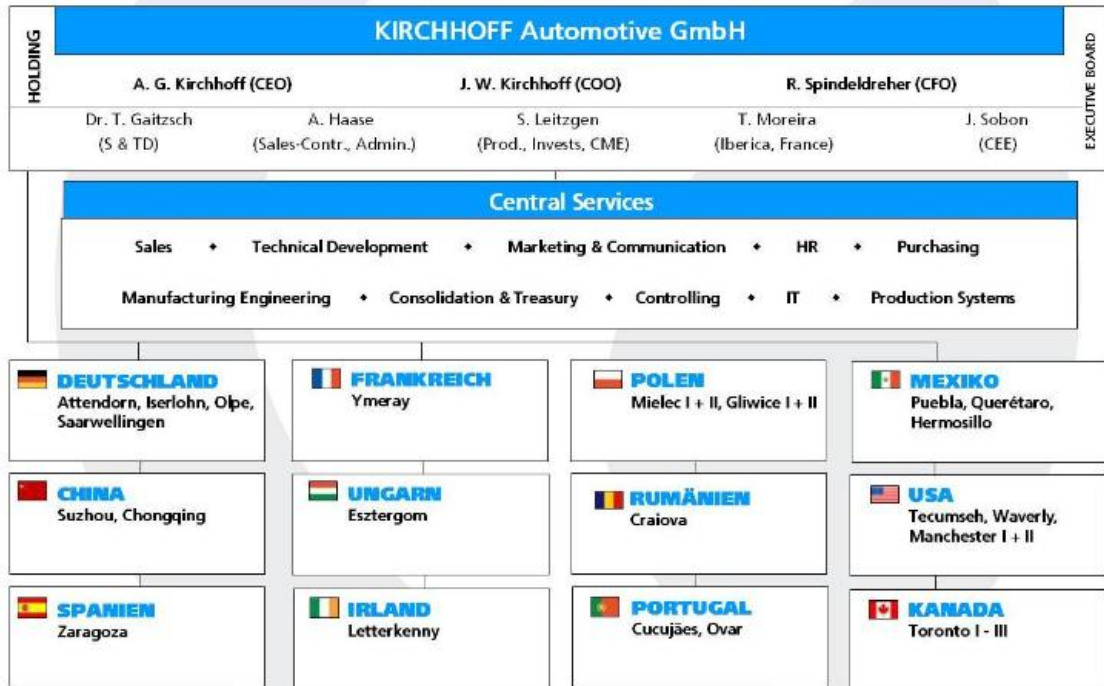 HOLDING
KIRCHHOFF Automotive GmbH
EXECUTIVE BOARD
A. G. Kirchhoff (CEO) J. W. Kirchhoff (COO) R. Spindeldreher (CFO)
Dr. T. Gaitzsch A. Haase S. Leitzgen T. Moreira J. Sobon
(S & TD) (Sales-Contr., Admin.) (Prod., Invests, CME) (Iberica, France) (CEE)
Central Services
Sales • Technical Development • Marketing & Communication • HR • Purchasing
Manufacturing Engineering • Consolidation & Treasury • Controlling • IT • Production Systems
DEUTSCHLAND
Attendorn, Iserlohn, Olpe,
Saarwellingen
FRANKREICH
Ymeray
POLEN
Mielec I + II, Gliwice I + II
MEXIKO
Puebla, Querétaro,
Hermosillo
CHINA
Suzhou, Chongqing
UNGARN
Esztergom
RUMÄNIEN
Craiova
USA
Tecumseh, Waverly,
Manchester I + II
SPANIEN
Zaragoza
IRLAND
Letterkenny
PORTUGAL
Cucujães, Ovar
KANADA
Toronto I - III